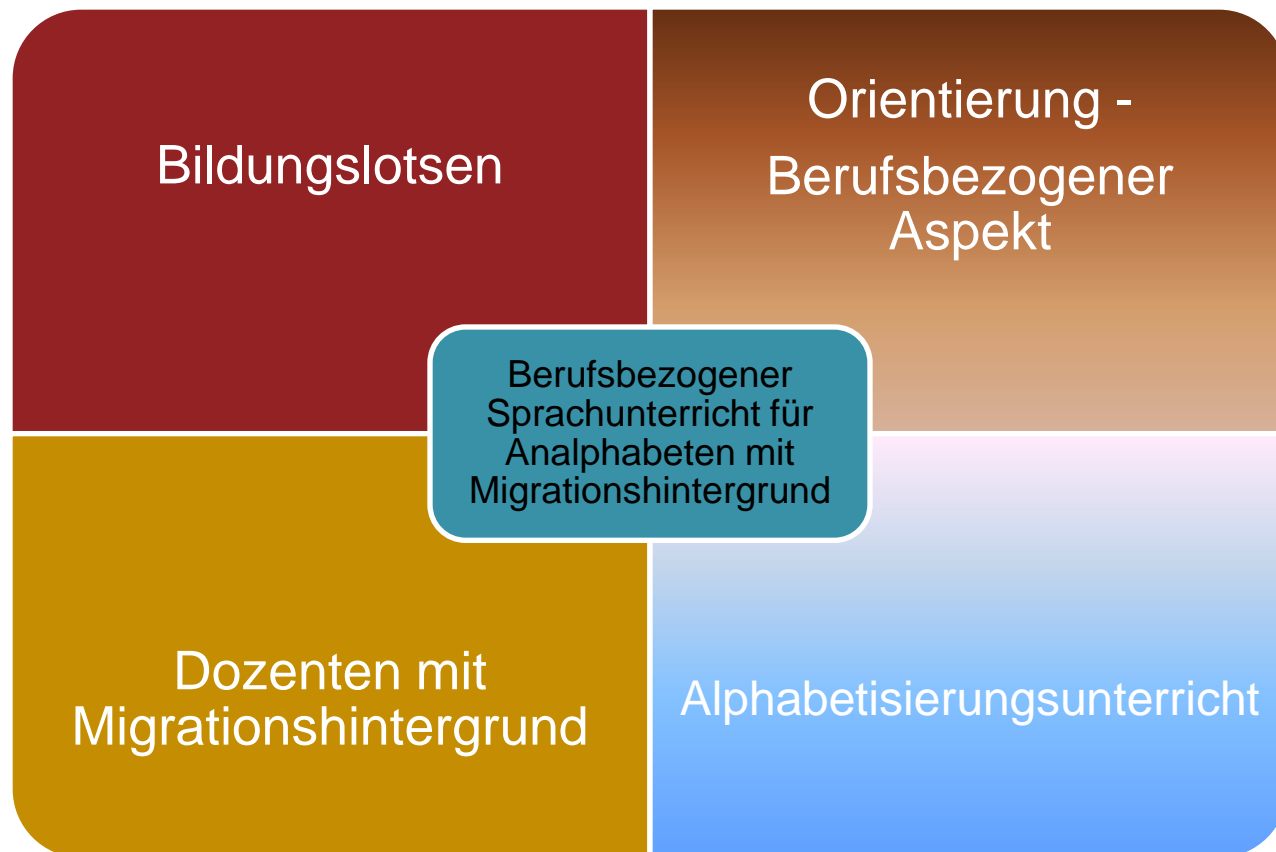 Bildungslotsen
Orientierung -
Berufsbezogener
Aspekt
Berufsbezogener
Sprachunterricht für
Analphabeten mit
Migrationshintergrund
Dozenten mit
Migrationshintergrund
Alphabetisierungsunterricht